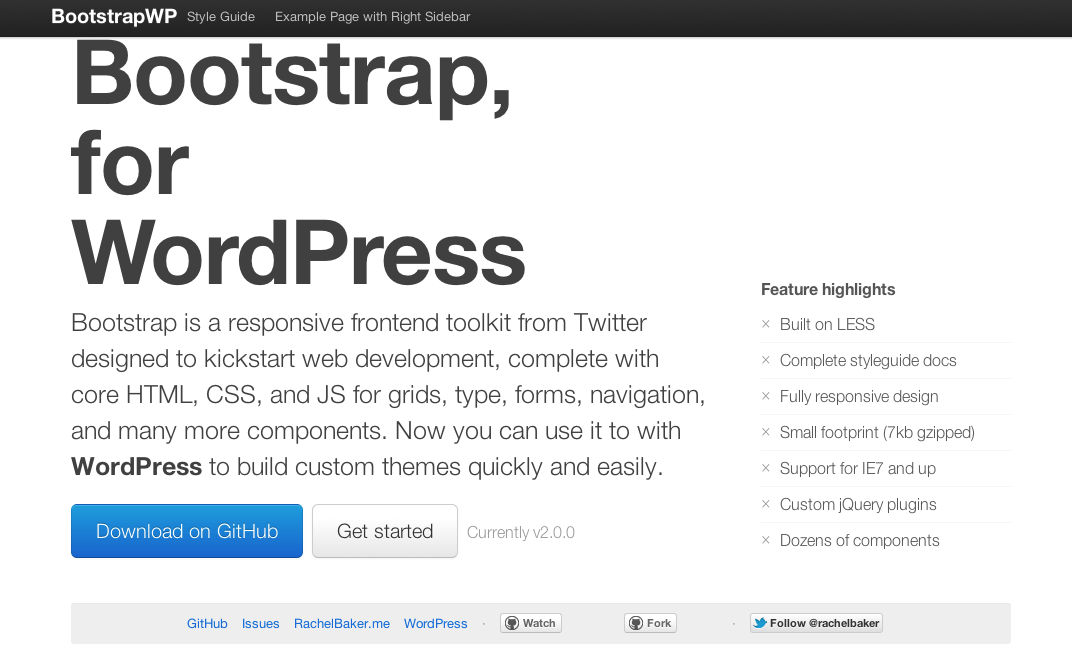 BootstrapWP Style Guide Example Page with Right Sidebar
Bootstrap,
for
WordPress
Bootstrap is a responsive frontend toolkit from Twitter
designed to kickstart web development, complete with
core HTML, CSS, and JS for grids, type, forms, navigation,
and many more components. Now you can use it to with
WordPress to build custom themes quickly and easily.
Download on GitHub Get started Currently v2.0.0
Feature highlights
× Built on LESS
× Complete styleguide docs
× Fully responsive design
× Small footprint (7kb gzipped)
× Support for IE7 and up
× Custom jQuery plugins
× Dozens of components
GitHub Issues RachelBaker.me WordPress · Watch Fork · Follow @rachelbaker